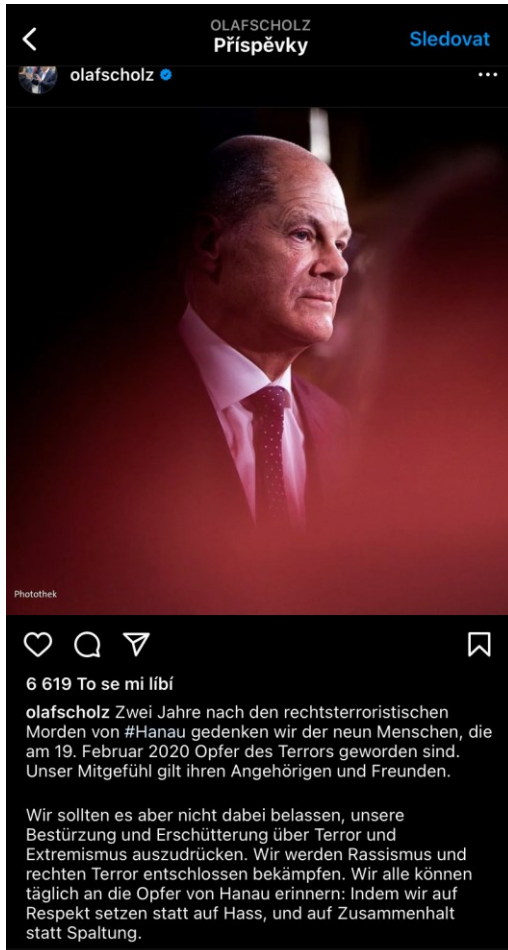 OLAFSCHOLZ
Příspěvky
Sledovat
olafscholz
Photothek
6 619 To se mi líbí
olafscholz Zwei Jahre nach den rechtsterroristischen
Morden von #Hanau gedenken wir der neun Menschen, die
am 19. Februar 2020 Opfer des Terrors geworden sind.
Unser Mitgefühl gilt ihren Angehörigen und Freunden.
Wir sollten es aber nicht dabei belassen, unsere
Bestürzung und Erschütterung über Terror und
Extremismus auszudrücken. Wir werden Rassismus und
rechten Terror entschlossen bekämpfen. Wir alle können
täglich an die Opfer von Hanau erinnern: Indem wir auf
Respekt setzen statt auf Hass, und auf Zusammenhalt
statt Spaltung.